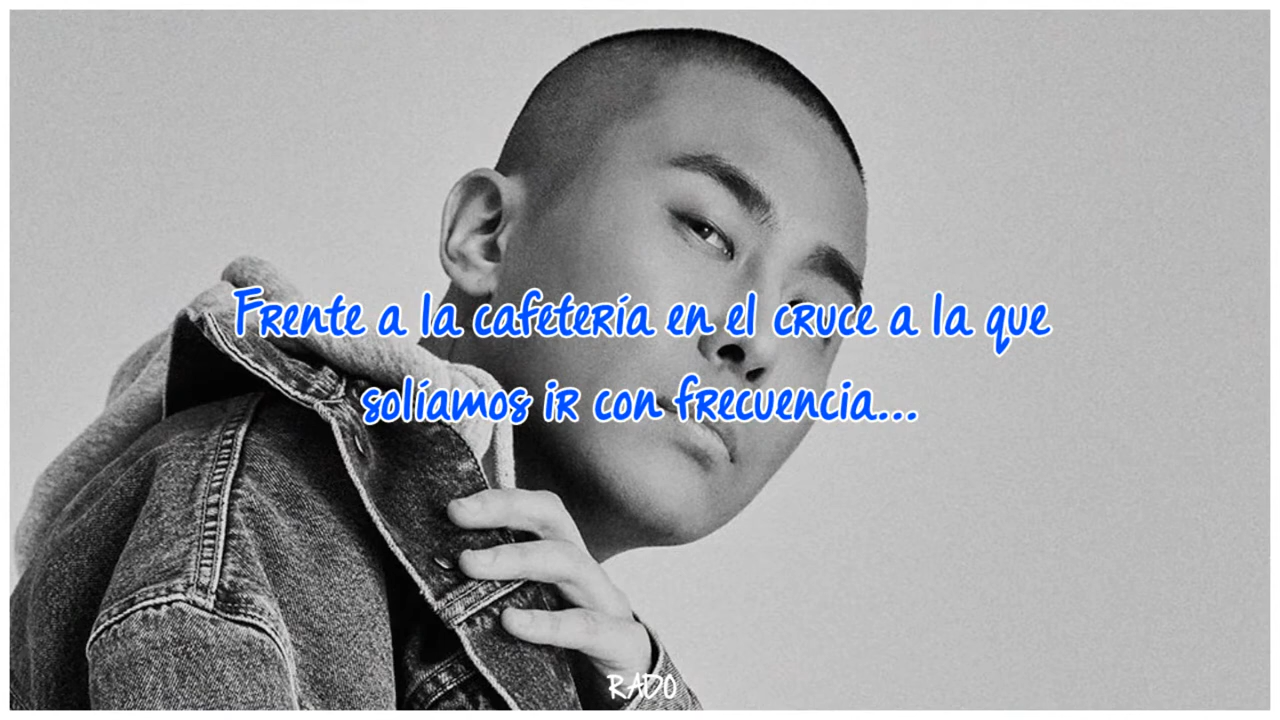 Frente a la cafetería en el cruce a la que
solíamos ir con frecuencia...
RADO